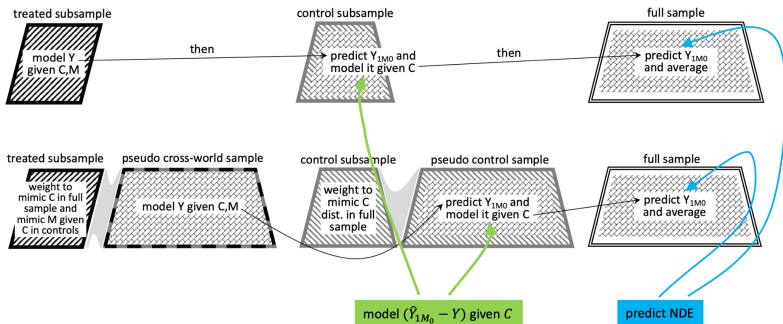 treated subsample
control subsample
full sample
model Y
given C,M
then
predict Y1M0 and
model it given C
then
predict Y1M0
and average
treated subsample
pseudo cross-world sample
control subsample
pseudo control sample
full sample
weight to
mimic C in full
sample and
mimic M given
C in controls
model Y given C,M
weight to
mimic C
dist. in full
sample
predict Y1M0 and
model it given C
predict Y1M0
and average
model (Ŷ1M0 − Y) given C
predict NDE